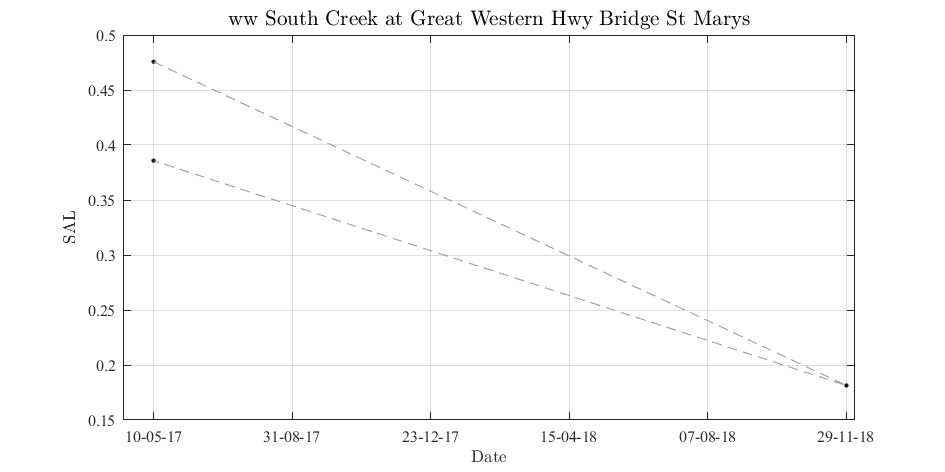 ww South Creek at Great Western Hwy Bridge St Marys
0.5
0.45
0.4
0.35
0.3
0.25
0.2
0.15
SAL
10-05-17 31-08-17 23-12-17 15-04-18 07-08-18 29-11-18
Date